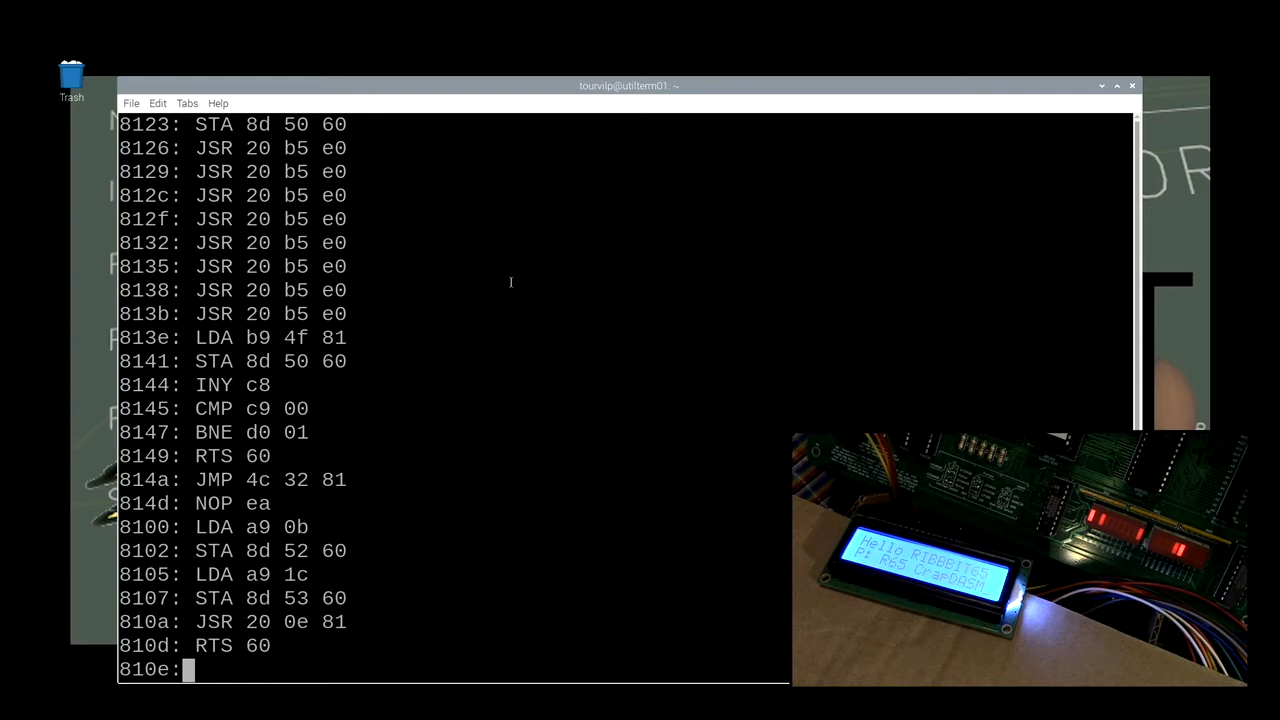 Trash
tourvilp@utilterm01: ~
File Edit Tabs Help
8123: STA 8d 50 60
8126: JSR 20 b5 e0
8129: JSR 20 b5 e0
812c: JSR 20 b5 e0
812f: JSR 20 b5 e0
8132: JSR 20 b5 e0
8135: JSR 20 b5 e0
8138: JSR 20 b5 e0
813b: JSR 20 b5 e0
813e: LDA b9 4f 81
8141: STA 8d 50 60
8144: INY c8
8145: CMP c9 00
8147: BNE d0 01
8149: RTS 60
814a: JMP 4c 32 81
814d: NOP ea
8100: LDA a9 0b
8102: STA 8d 52 60
8105: LDA a9 1c
8107: STA 8d 53 60
810a: JSR 20 0e 81
810d: RTS 60
810e:
OR
Hello RIBBBIT65
P: R65 CrapDASM_